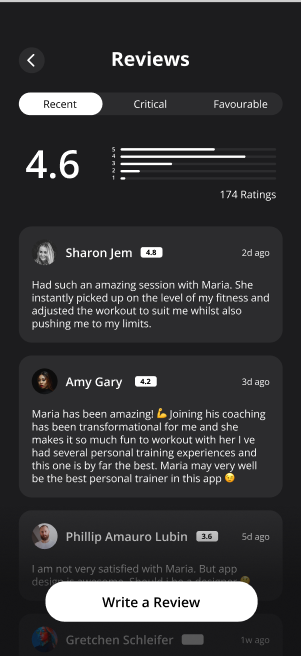 Reviews
Recent
Critical
Favourable
4.6
5
4
3
2
1
174 Ratings
Sharon Jem
4.8
2d ago
Had such an amazing session with Maria. She
instantly picked up on the level of my fitness and
adjusted the workout to suit me whilst also
pushing me to my limits.
Amy Gary
4.2
3d ago
Maria has been amazing! 💪 Joining his coaching
has been transformational for me and she
makes it so much fun to workout with her I ve
had several personal training experiences and
this one is by far the best. Maria may very well
be the best personal trainer in this app 😉
Phillip Amauro Lubin
3.6
5d ago
I am not very satisfied with Maria. But app
design is awesome. Should i be a designer
Write a Review
Gretchen Schleifer
1w ago